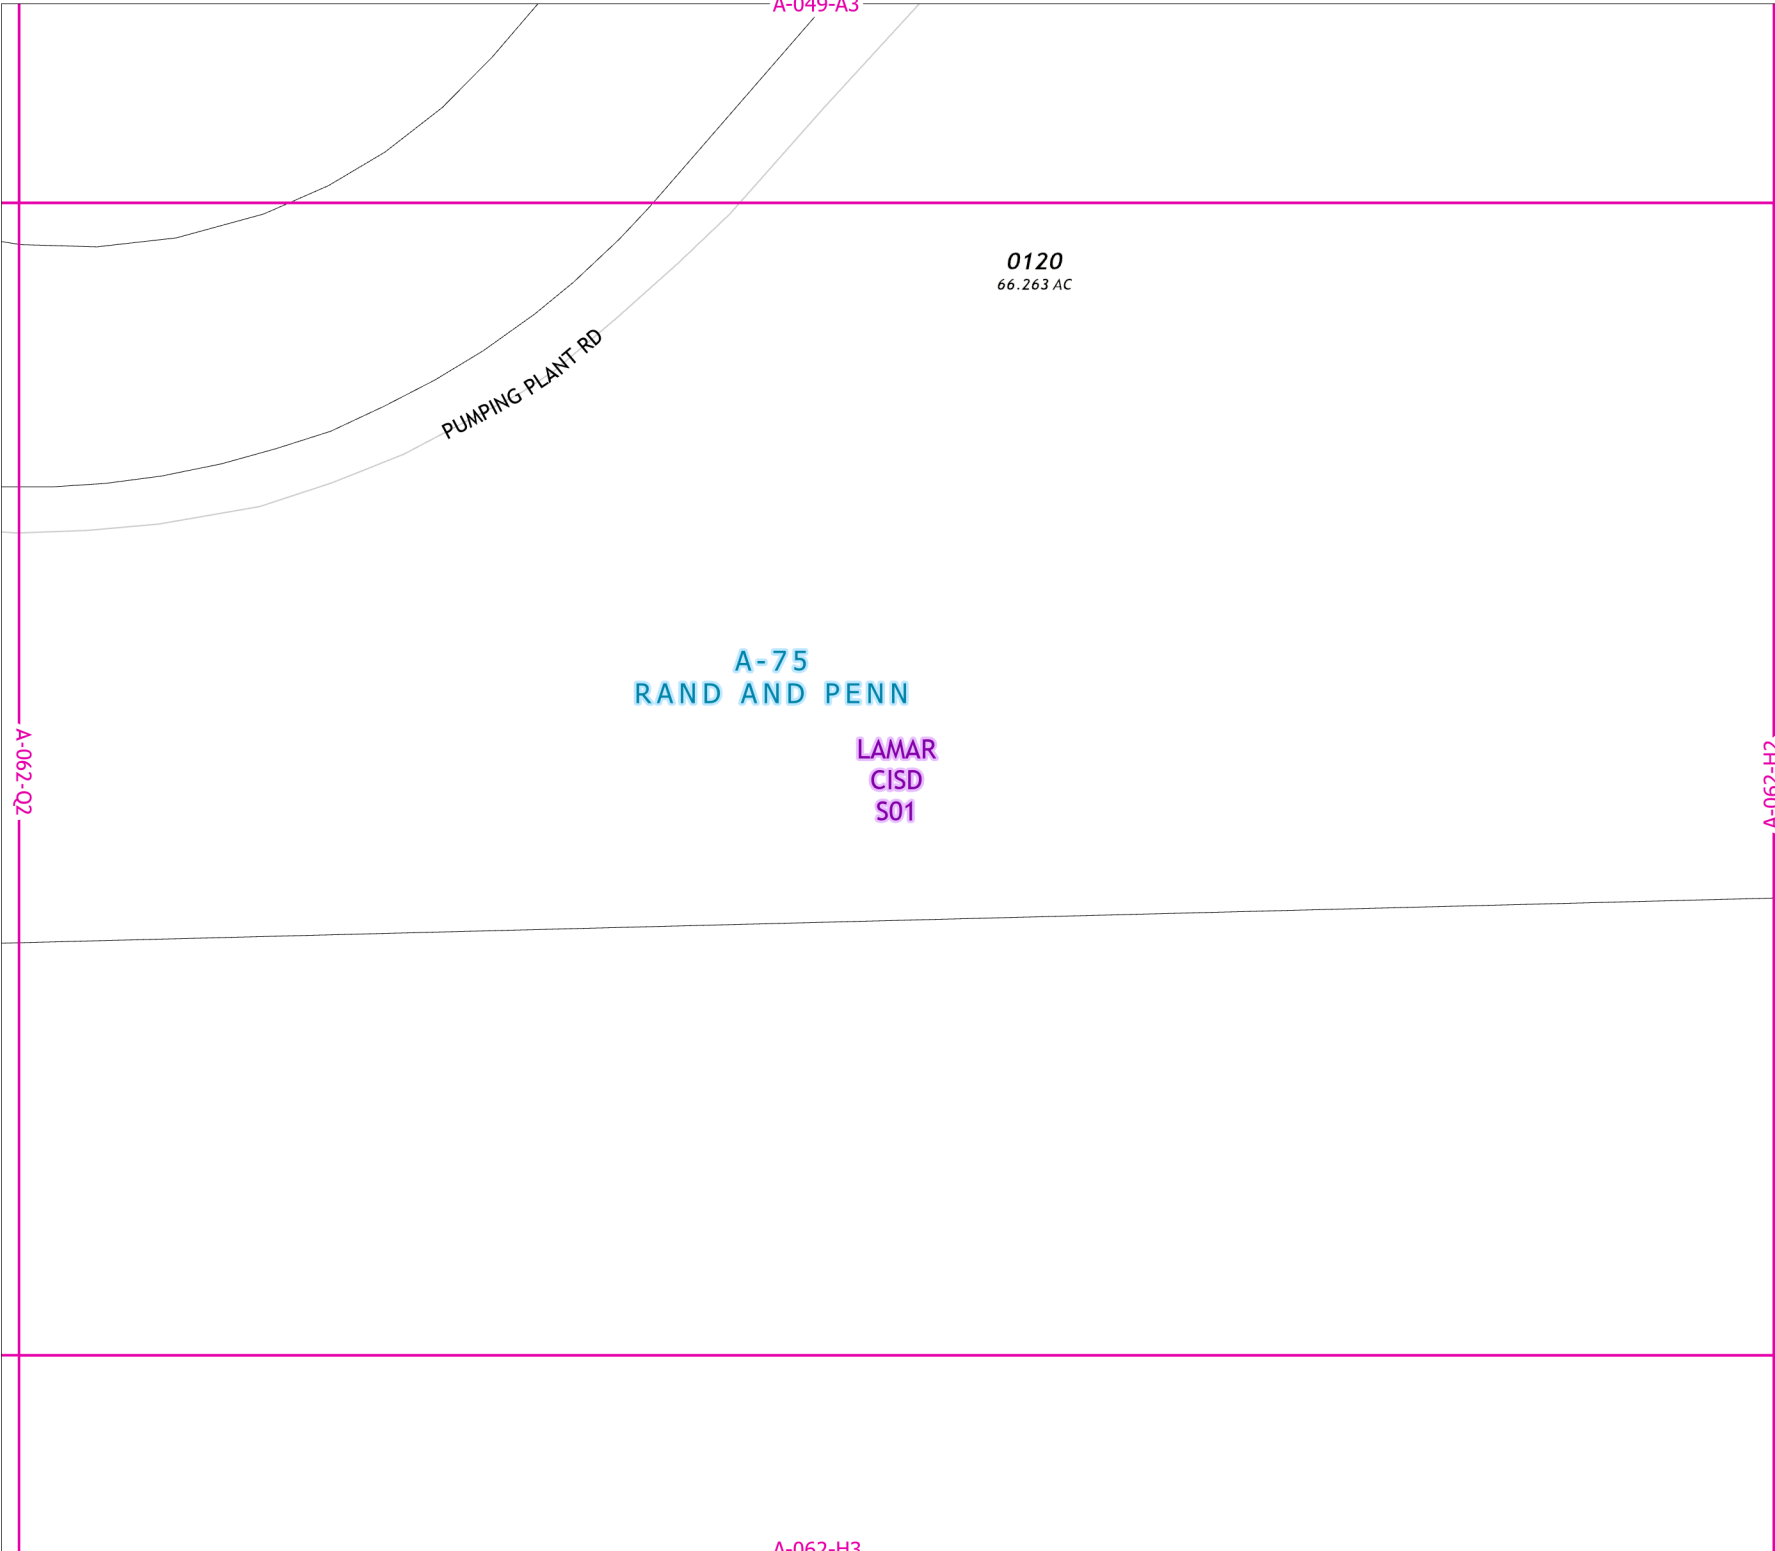 A-049-A3
0120
66.263 AC
PUMPING PLANT RD
A-75
RAND AND PENN
LAMAR
CISD
S01
A-062-Q2
A-062-H2
A-062-H3